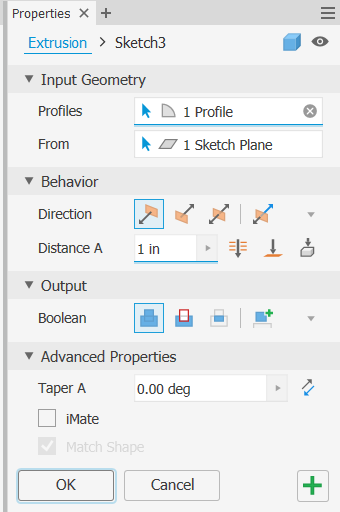 Properties
Extrusion > Sketch3
Input Geometry
Profiles 1 Profile
From 1 Sketch Plane
Behavior
Direction
Distance A 1 in
Output
Boolean
Advanced Properties
Taper A 0.00 deg
iMate
Match Shape
OK Cancel